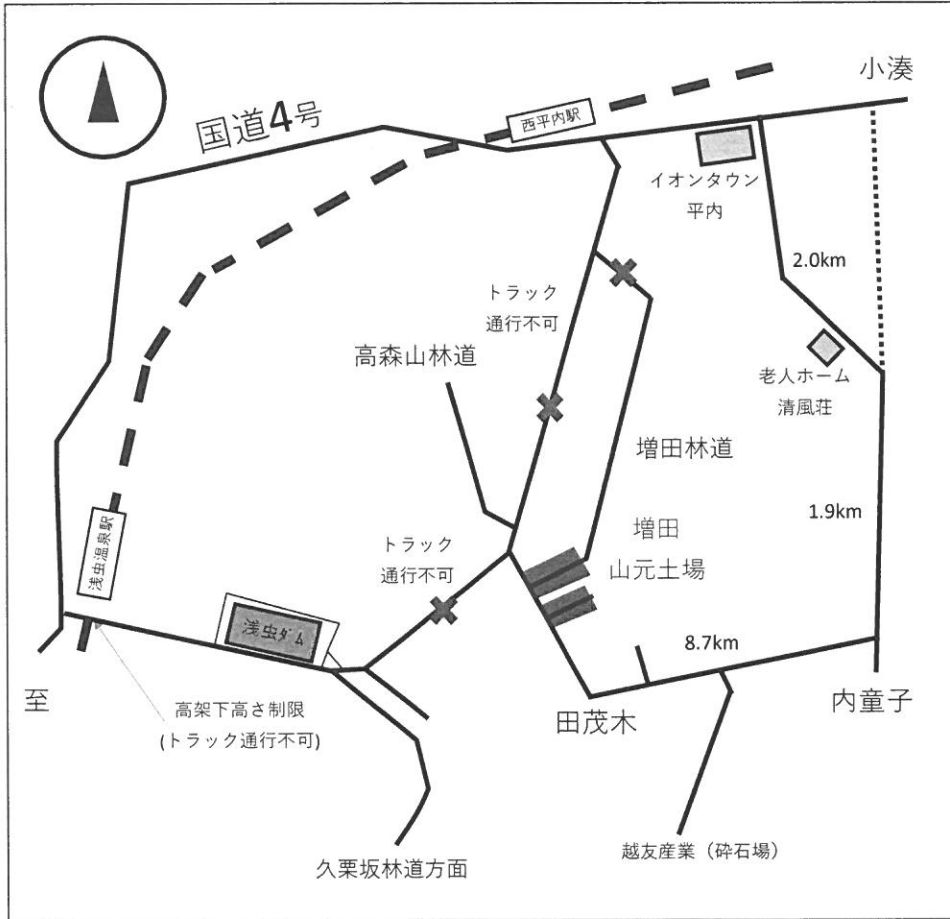 小湊
国道4号
西平内駅
イオンタウン
平内
2.0km
トラック
通行不可
高森山林道
老人ホーム
清風荘
増田林道
1.9km
増田
山元土場
トラック
通行不可
浅虫温泉駅
浅虫ダム
8.7km
至
高架下高さ制限
(トラック通行不可)
田茂木
内童子
越友産業（砕石場）
久栗坂林道方面